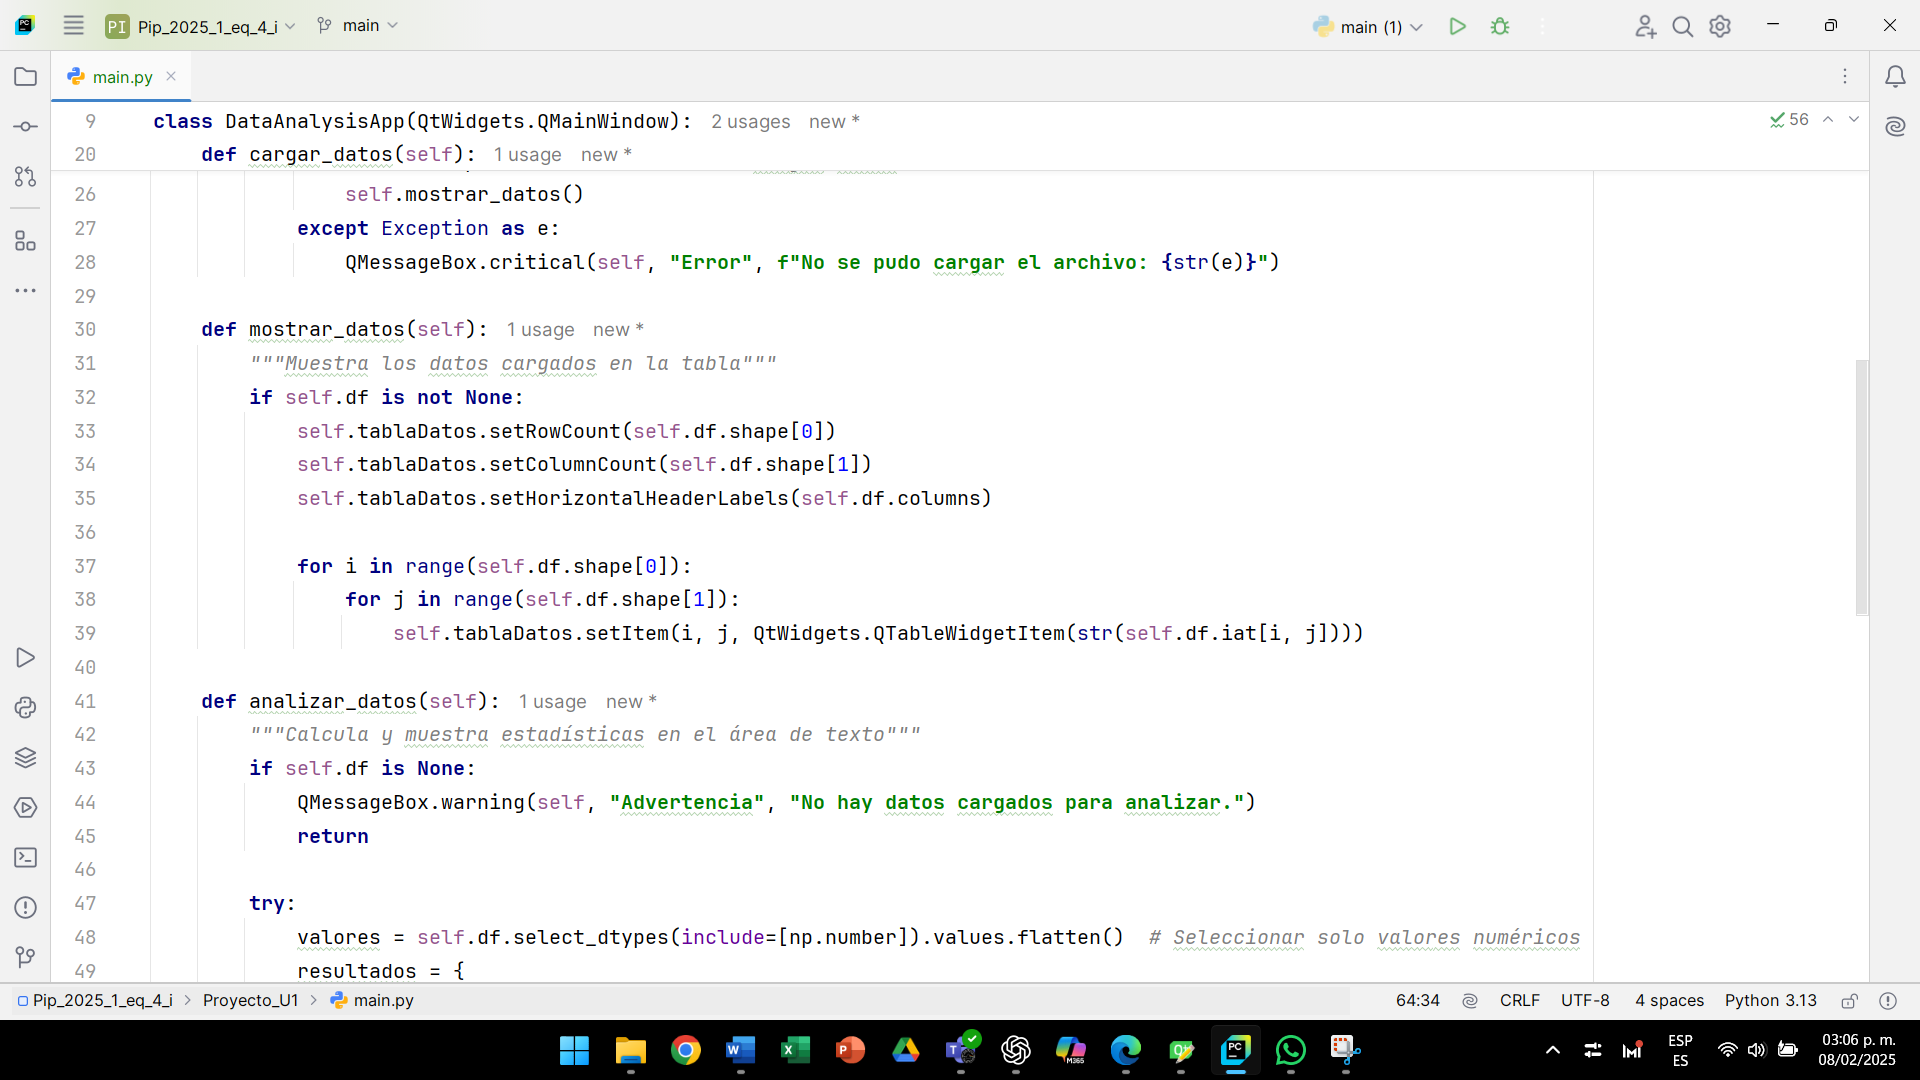 PI Pip_2025_1_eq_4_i main main (1)
main.py
9 class DataAnalysisApp(QtWidgets.QMainWindow): 2 usages new *
56
20 def cargar_datos(self): 1 usage new *
26 self.mostrar_datos()
27 except Exception as e:
28 QMessageBox.critical(self, "Error", f"No se pudo cargar el archivo: {str(e)}")
29
30 def mostrar_datos(self): 1 usage new *
31 """Muestra los datos cargados en la tabla"""
32 if self.df is not None:
33 self.tablaDatos.setRowCount(self.df.shape[0])
34 self.tablaDatos.setColumnCount(self.df.shape[1])
35 self.tablaDatos.setHorizontalHeaderLabels(self.df.columns)
36
37 for i in range(self.df.shape[0]):
38 for j in range(self.df.shape[1]):
39 self.tablaDatos.setItem(i, j, QtWidgets.QTableWidgetItem(str(self.df.iat[i, j])))
40
41 def analizar_datos(self): 1 usage new *
42 """Calcula y muestra estadísticas en el área de texto"""
43 if self.df is None:
44 QMessageBox.warning(self, "Advertencia", "No hay datos cargados para analizar.")
45 return
46
47 try:
48 valores = self.df.select_dtypes(include=[np.number]).values.flatten() # Seleccionar solo valores numéricos
49 resultados = {
Pip_2025_1_eq_4_i > Proyecto_U1 > main.py 64:34 CRLF UTF-8 4 spaces Python 3.13
ESP
ES
03:06 p. m.
08/02/2025